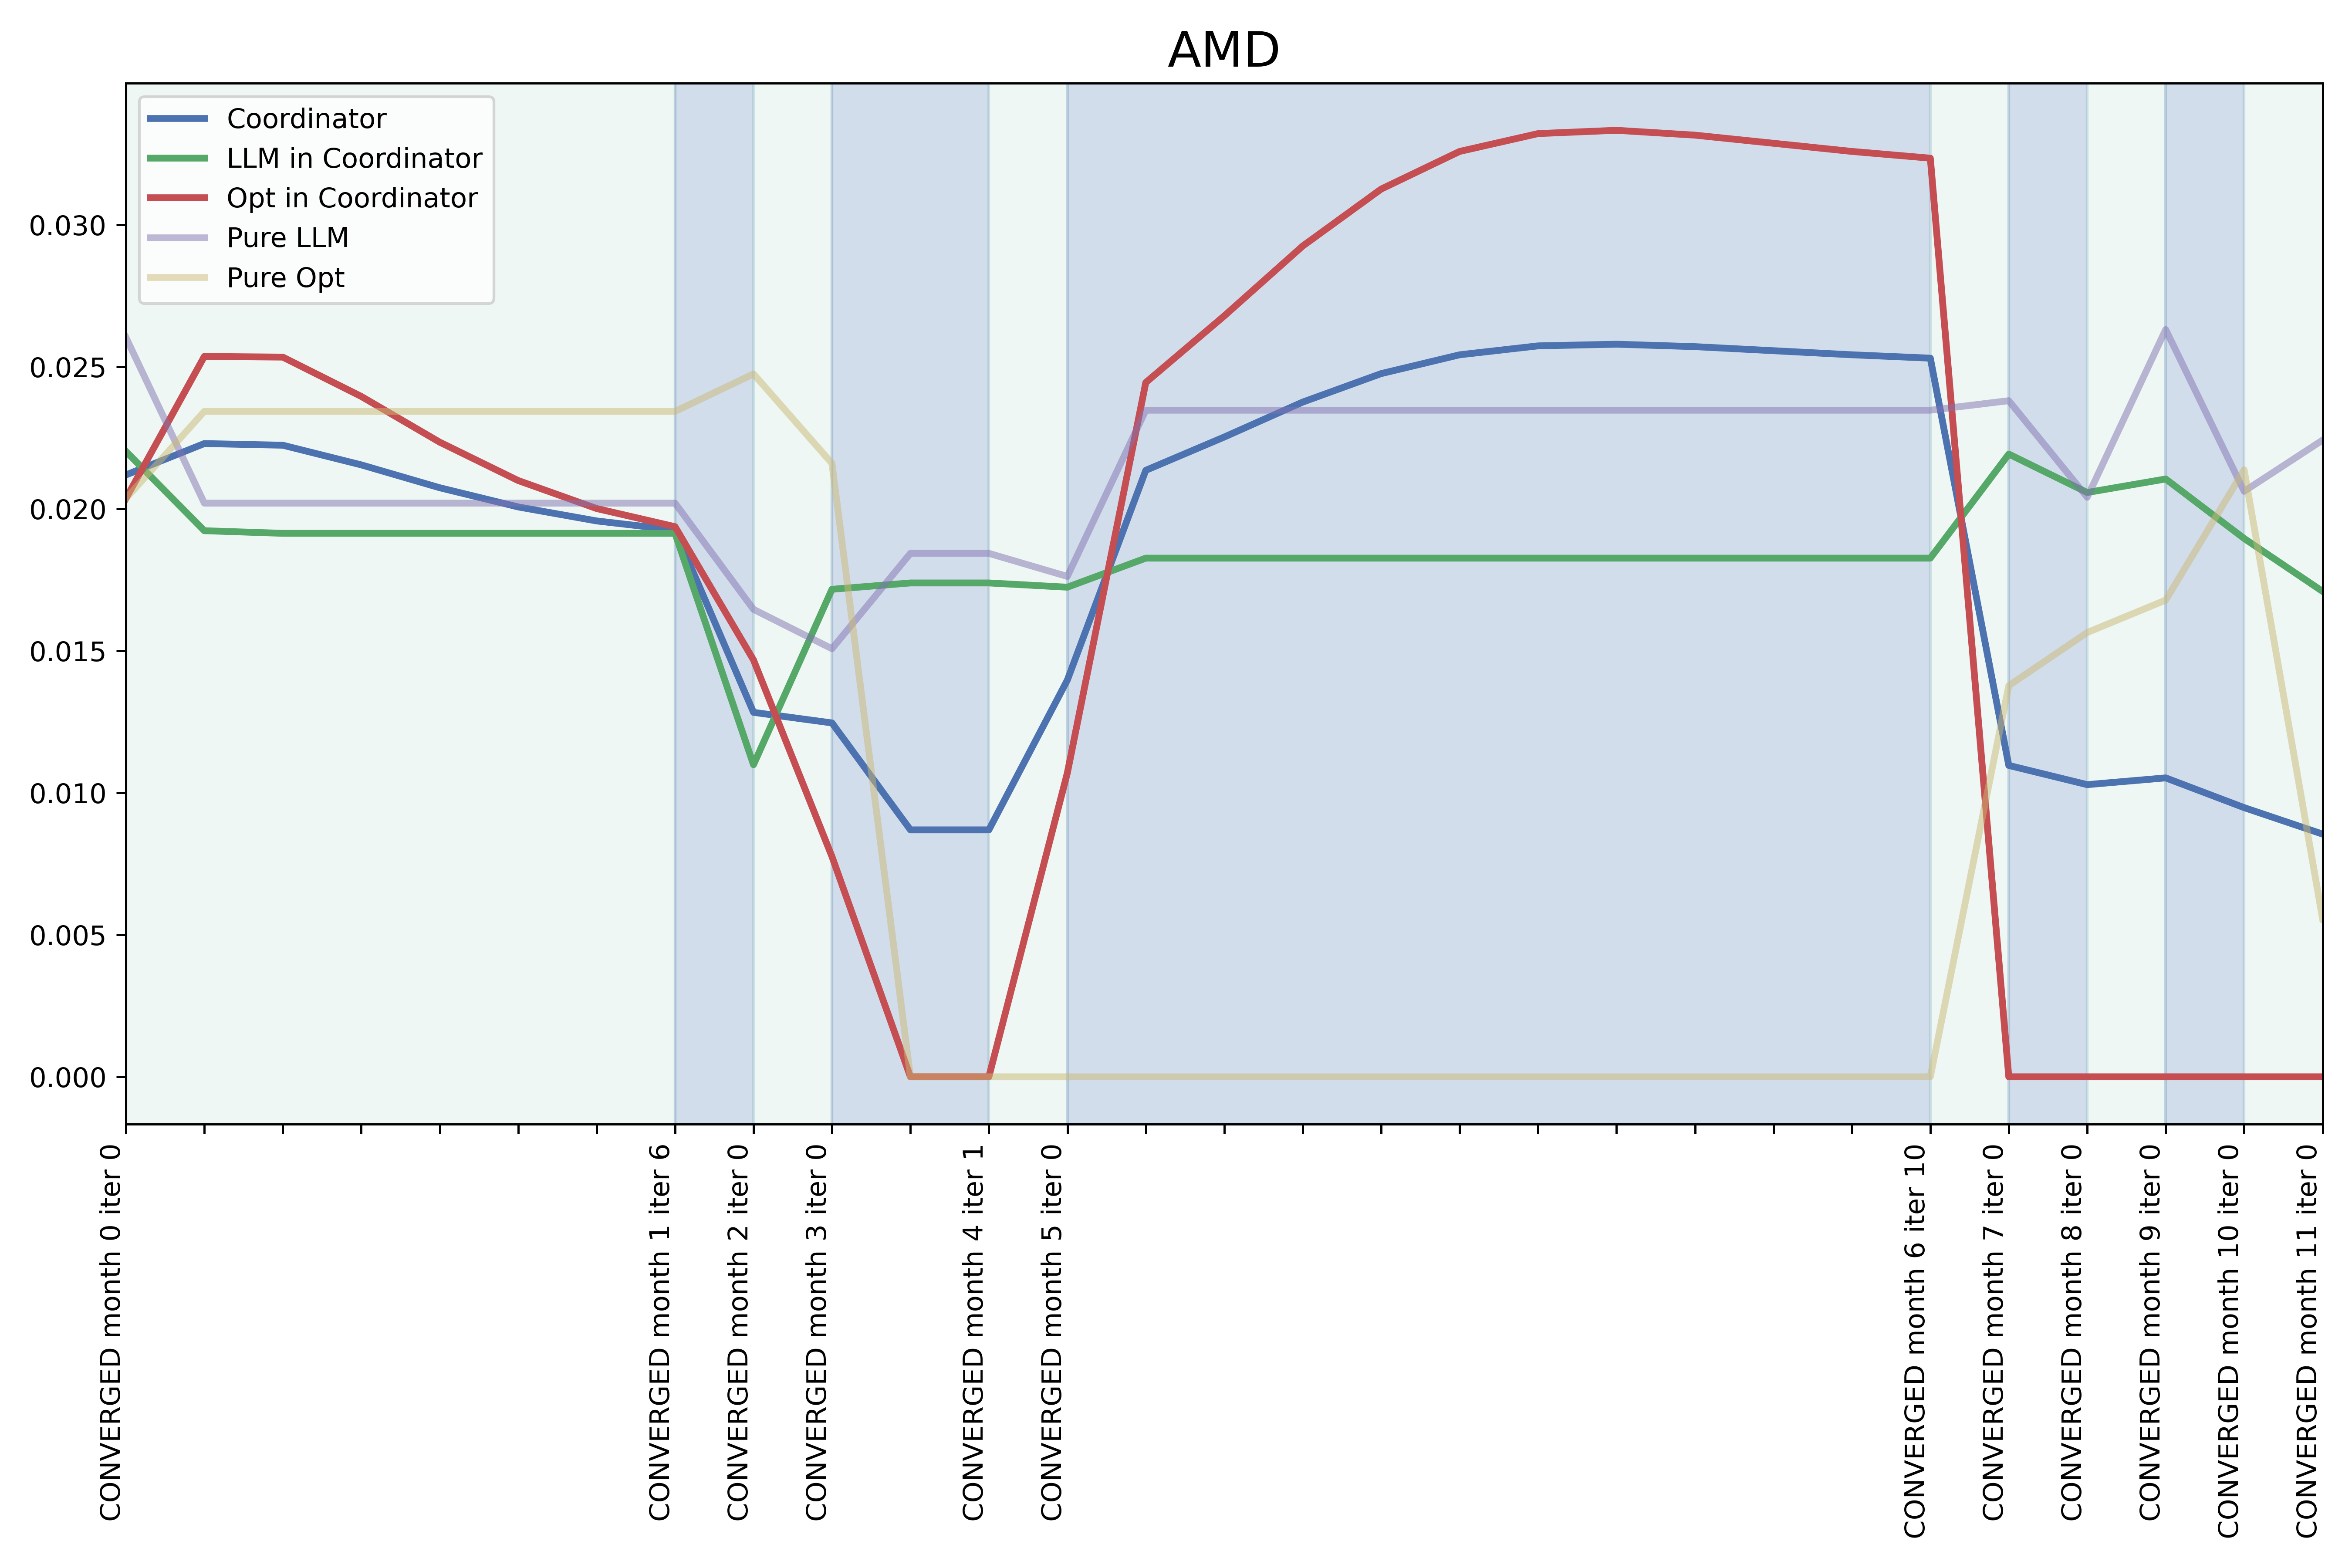 AMD
Coordinator
LLM in Coordinator
Opt in Coordinator
Pure LLM
Pure Opt
0.030
0.025
0.020
0.015
0.010
0.005
0.000
CONVERGED month 0 iter 0
CONVERGED month 1 iter 6
CONVERGED month 2 iter 0
CONVERGED month 3 iter 0
CONVERGED month 4 iter 1
CONVERGED month 5 iter 0
CONVERGED month 6 iter 10
CONVERGED month 7 iter 0
CONVERGED month 8 iter 0
CONVERGED month 9 iter 0
CONVERGED month 10 iter 0
CONVERGED month 11 iter 0